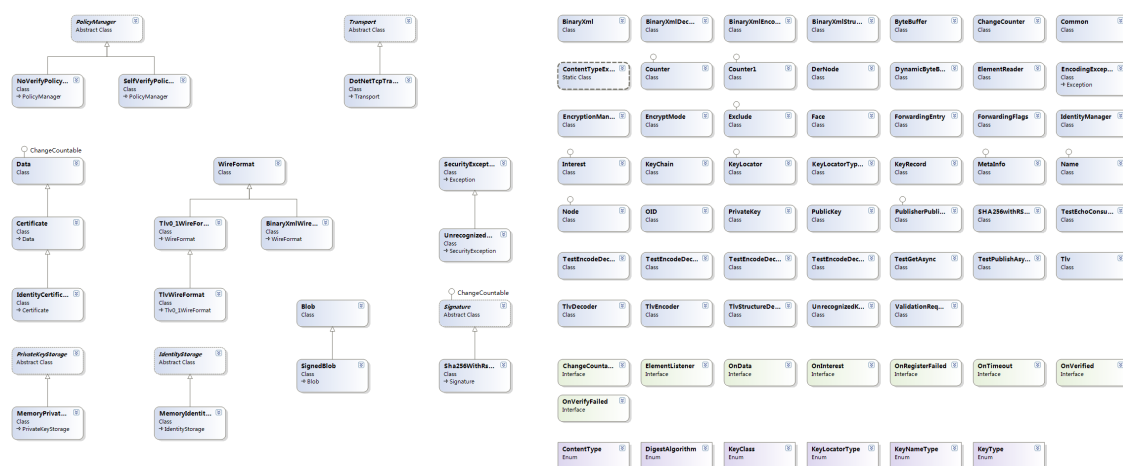 PolicyManager
Abstract Class
NoVerifyPolicy...
Class
→ PolicyManager
SelfVerifyPolic...
Class
→ PolicyManager
Transport
Abstract Class
DotNetTcpTra...
Class
→ Transport
ChangeCountable
Data
Class
Certificate
Class
→ Data
IdentityCertific...
Class
→ Certificate
WireFormat
Class
Tlv0_1WireFor...
Class
→ WireFormat
BinaryXmlWire...
Class
→ WireFormat
TlvWireFormat
Class
→ Tlv0_1WireFormat
SecurityExcept...
Class
→ Exception
Unrecognized...
Class
→ SecurityException
Blob
Class
SignedBlob
Class
→ Blob
ChangeCountable
Signature
Abstract Class
Sha256WithRs...
Class
→ Signature
PrivateKeyStorage
Abstract Class
MemoryPrivat...
Class
→ PrivateKeyStorage
IdentityStorage
Abstract Class
MemoryIdentit...
Class
→ IdentityStorage
BinaryXml
Class
BinaryXmlDec...
Class
BinaryXmlEnco...
Class
BinaryXmlStru...
Class
ByteBuffer
Class
ChangeCounter
Class
Common
Class
ContentTypeEx...
Static Class
Counter
Class
Counter1
Class
DerNode
Class
DynamicByteB...
Class
ElementReader
Class
EncodingExcep...
Class
→ Exception
EncryptionMan...
Class
EncryptMode
Class
Exclude
Class
Face
Class
ForwardingEntry
Class
ForwardingFlags
Class
IdentityManager
Class
Interest
Class
KeyChain
Class
KeyLocator
Class
KeyLocatorTyp...
Class
KeyRecord
Class
MetaInfo
Class
Name
Class
Node
Class
OID
Class
PrivateKey
Class
PublicKey
Class
PublisherPubli...
Class
SHA256withRS...
Class
TestEchoConsu...
Class
TestEncodeDec...
Class
TestEncodeDec...
Class
TestEncodeDec...
Class
TestEncodeDec...
Class
TestGetAsync
Class
TestPublishAsy...
Class
Tlv
Class
TlvDecoder
Class
TlvEncoder
Class
TlvStructureDe...
Class
UnrecognizedK...
Class
ValidationReq...
Class
ChangeCounta...
Interface
ElementListener
Interface
OnData
Interface
OnInterest
Interface
OnRegisterFailed
Interface
OnTimeout
Interface
OnVerified
Interface
OnVerifyFailed
Interface
ContentType
Enum
DigestAlgorithm
Enum
KeyClass
Enum
KeyLocatorType
Enum
KeyNameType
Enum
KeyType
Enum